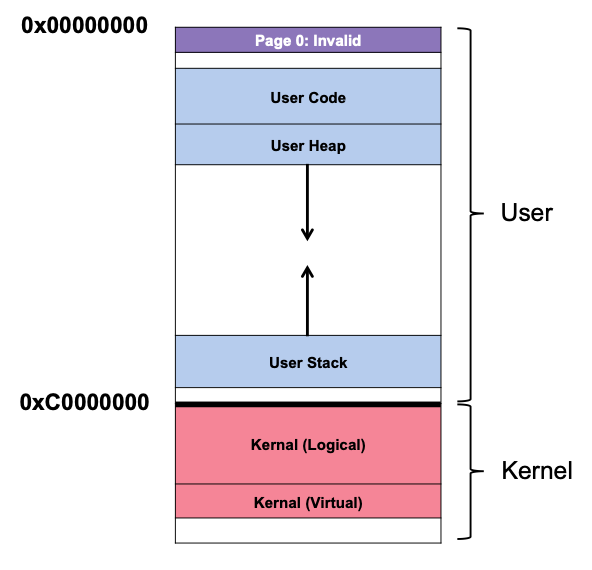 0x00000000
Page 0: Invalid
User Code
User Heap
User
User Stack
0xC0000000
Kernal (Logical)
Kernel
Kernal (Virtual)